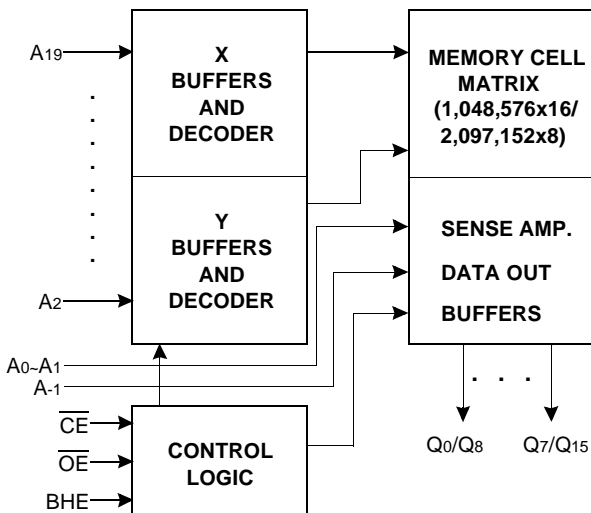 A19
X
BUFFERS
AND
DECODER
MEMORY CELL
MATRIX
(1,048,576x16/
2,097,152x8)
Y
BUFFERS
AND
DECODER
SENSE AMP.
DATA OUT
BUFFERS
A2
A0~A1
A-1
CE
OE
BHE
CONTROL
LOGIC
Q0/Q8
Q7/Q15